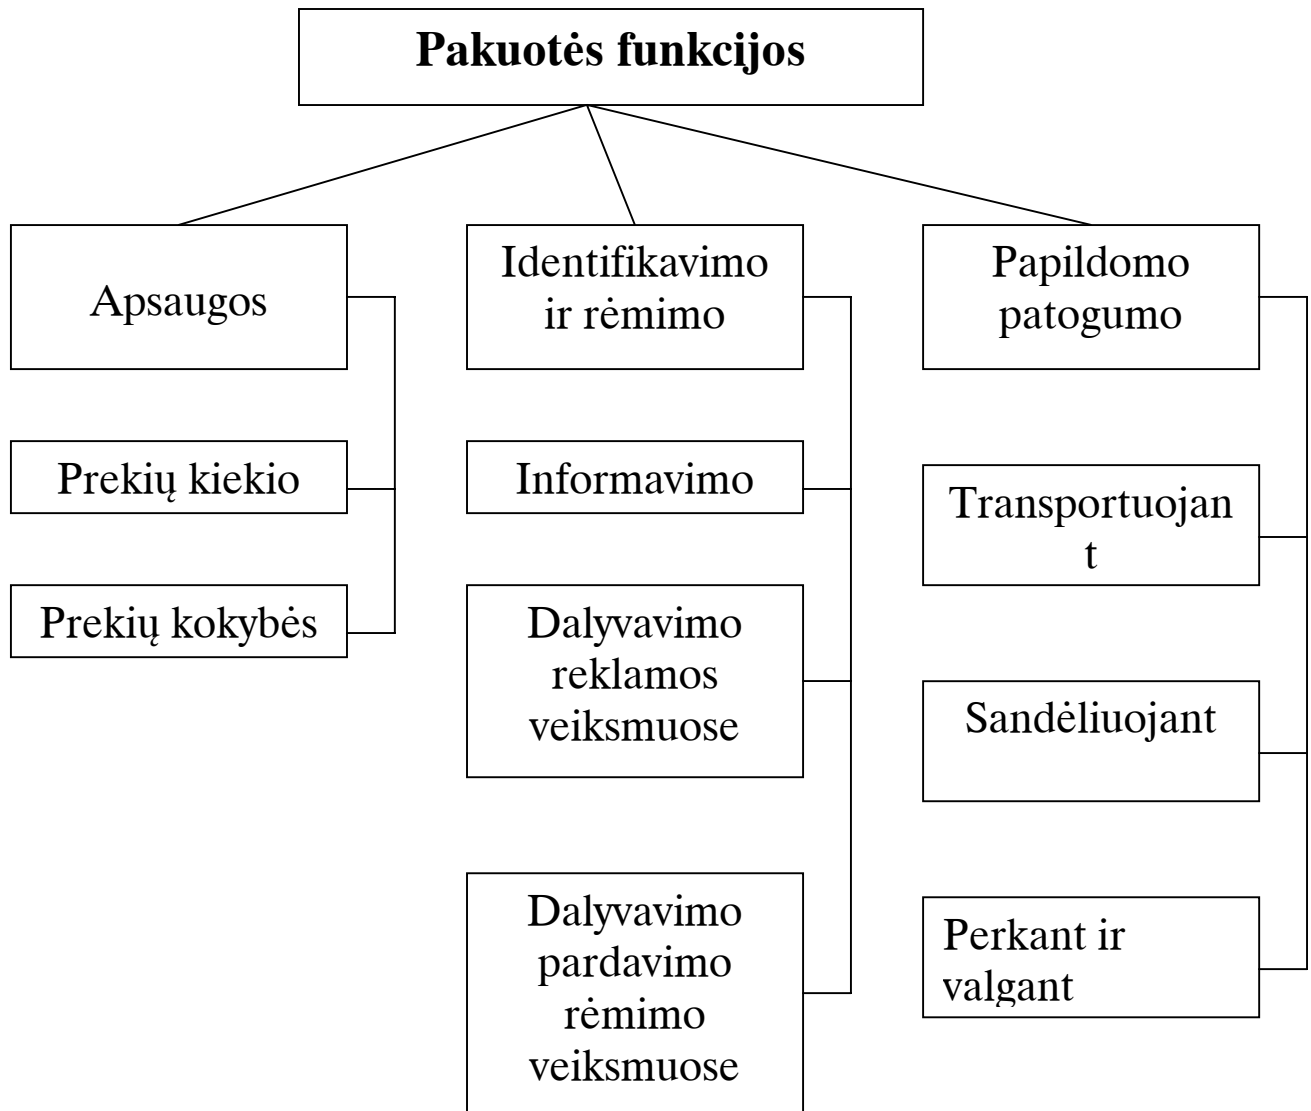 Pakuotės funkcijos
Apsaugos
Prekių kiekio
Prekių kokybės
Identifikavimo
ir rėmimo
Informavimo
Dalyvavimo
reklamos
veiksmuose
Dalyvavimo
pardavimo
rėmimo
veiksmuose
Papildomo
patogumo
Transportuojan
t
Sandėliuojant
Perkant ir
valgant